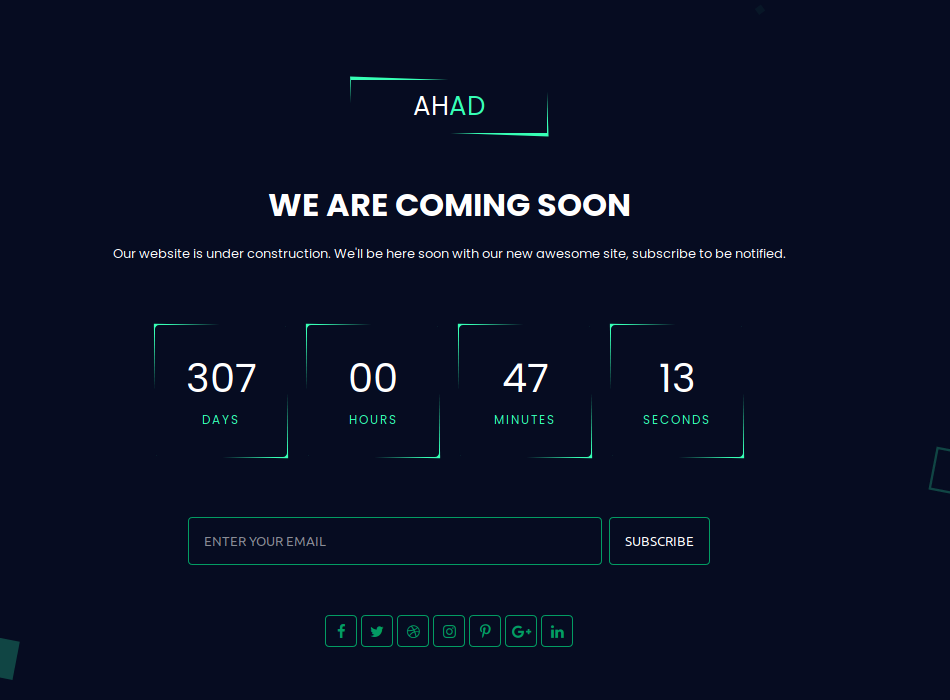 AHAD
WE ARE COMING SOON
Our website is under construction. We'll be here soon with our new awesome site, subscribe to be notified.
307 00 47 13
DAYS HOURS MINUTES SECONDS
ENTER YOUR EMAIL SUBSCRIBE